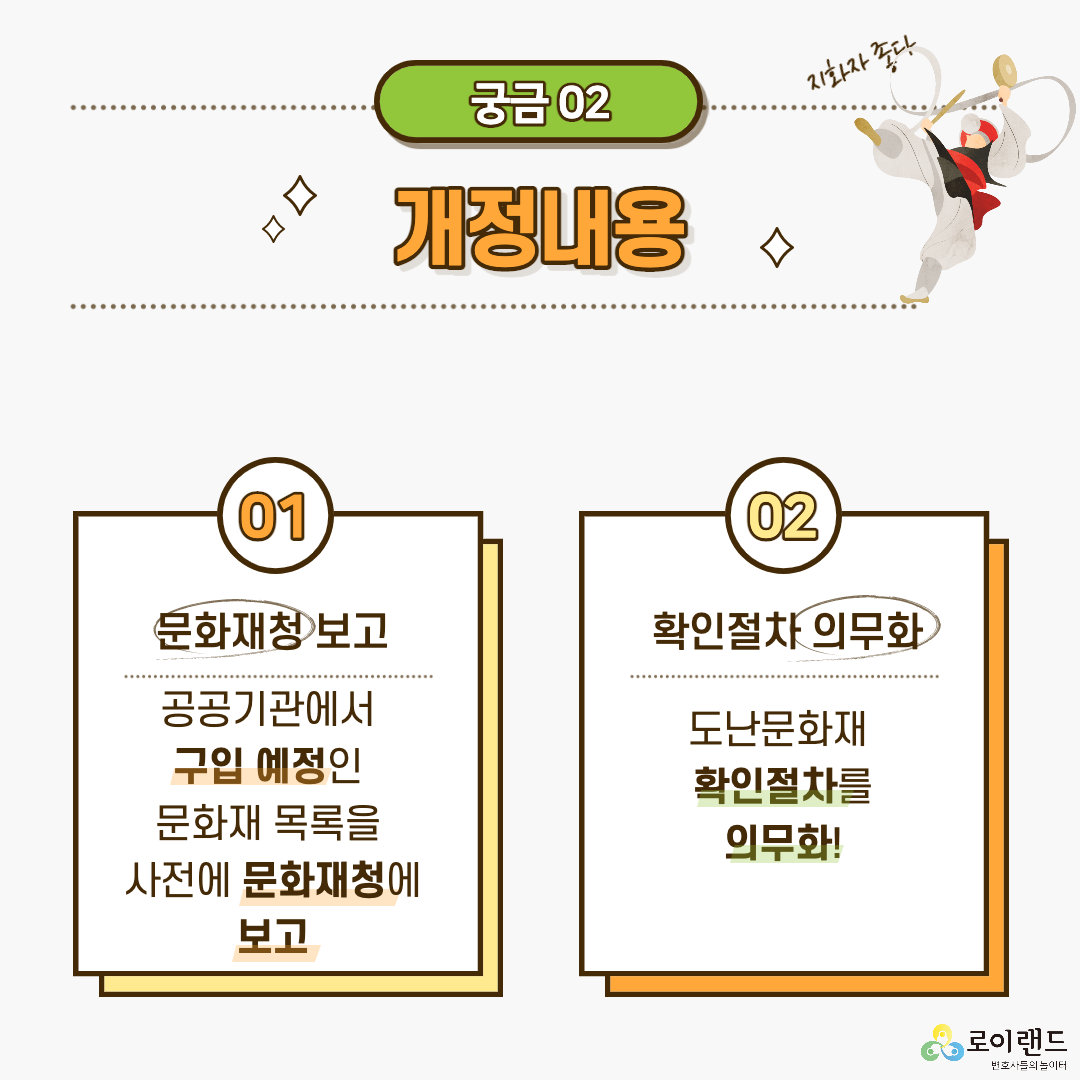 지화자 좋다
궁금 02
개정내용
01
문화재청 보고
공공기관에서
구입 예정인
문화재 목록을
사전에 문화재청에
보고
02
확인절차 의무화
도난문화재
확인절차를
의무화!
로이랜드
변호사들의 놀이터